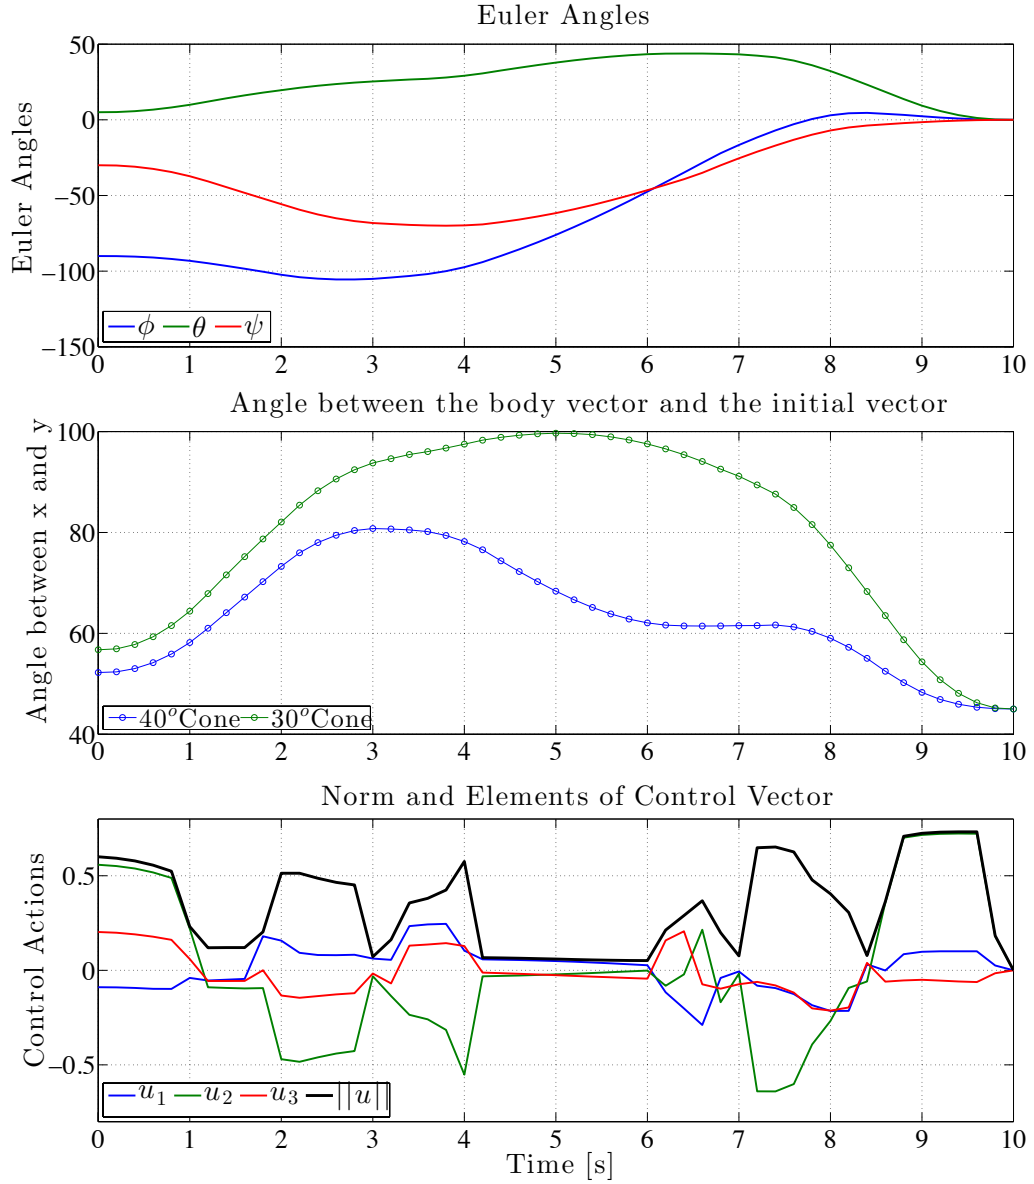 Euler Angles
Euler Angles
50
0
−50
−100
−150
ϕ θ ψ
0 1 2 3 4 5 6 7 8 9 10
Angle between the body vector and the initial vector
Angle between x and y
100
80
60
40
40°Cone 30°Cone
0 1 2 3 4 5 6 7 8 9 10
Norm and Elements of Control Vector
Control Actions
0.5
0
−0.5
u₁ u₂ u₃ ||u||
0 1 2 3 4 5 6 7 8 9 10
Time [s]